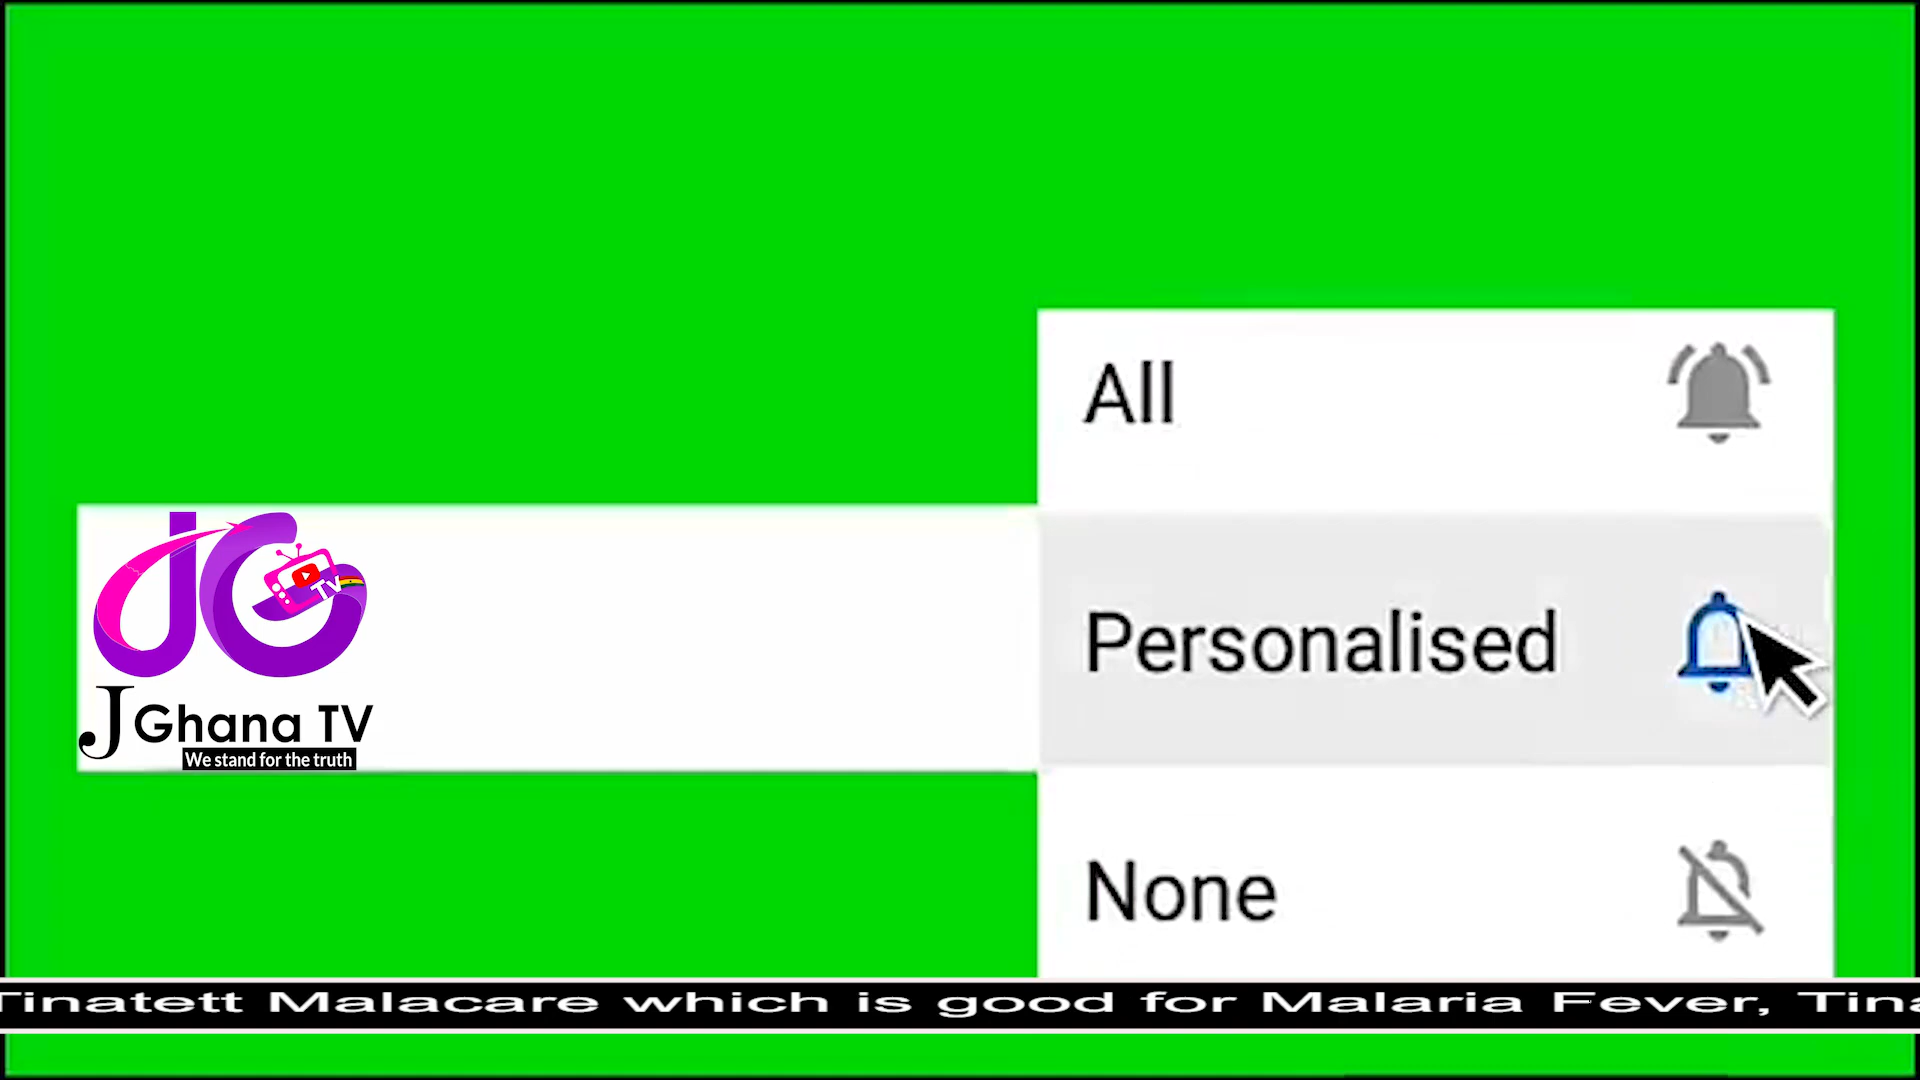 All
Personalised
None
JG
Tv
J Ghana TV
We stand for the truth
Tinatett Malacare which is good for Malaria Fever,